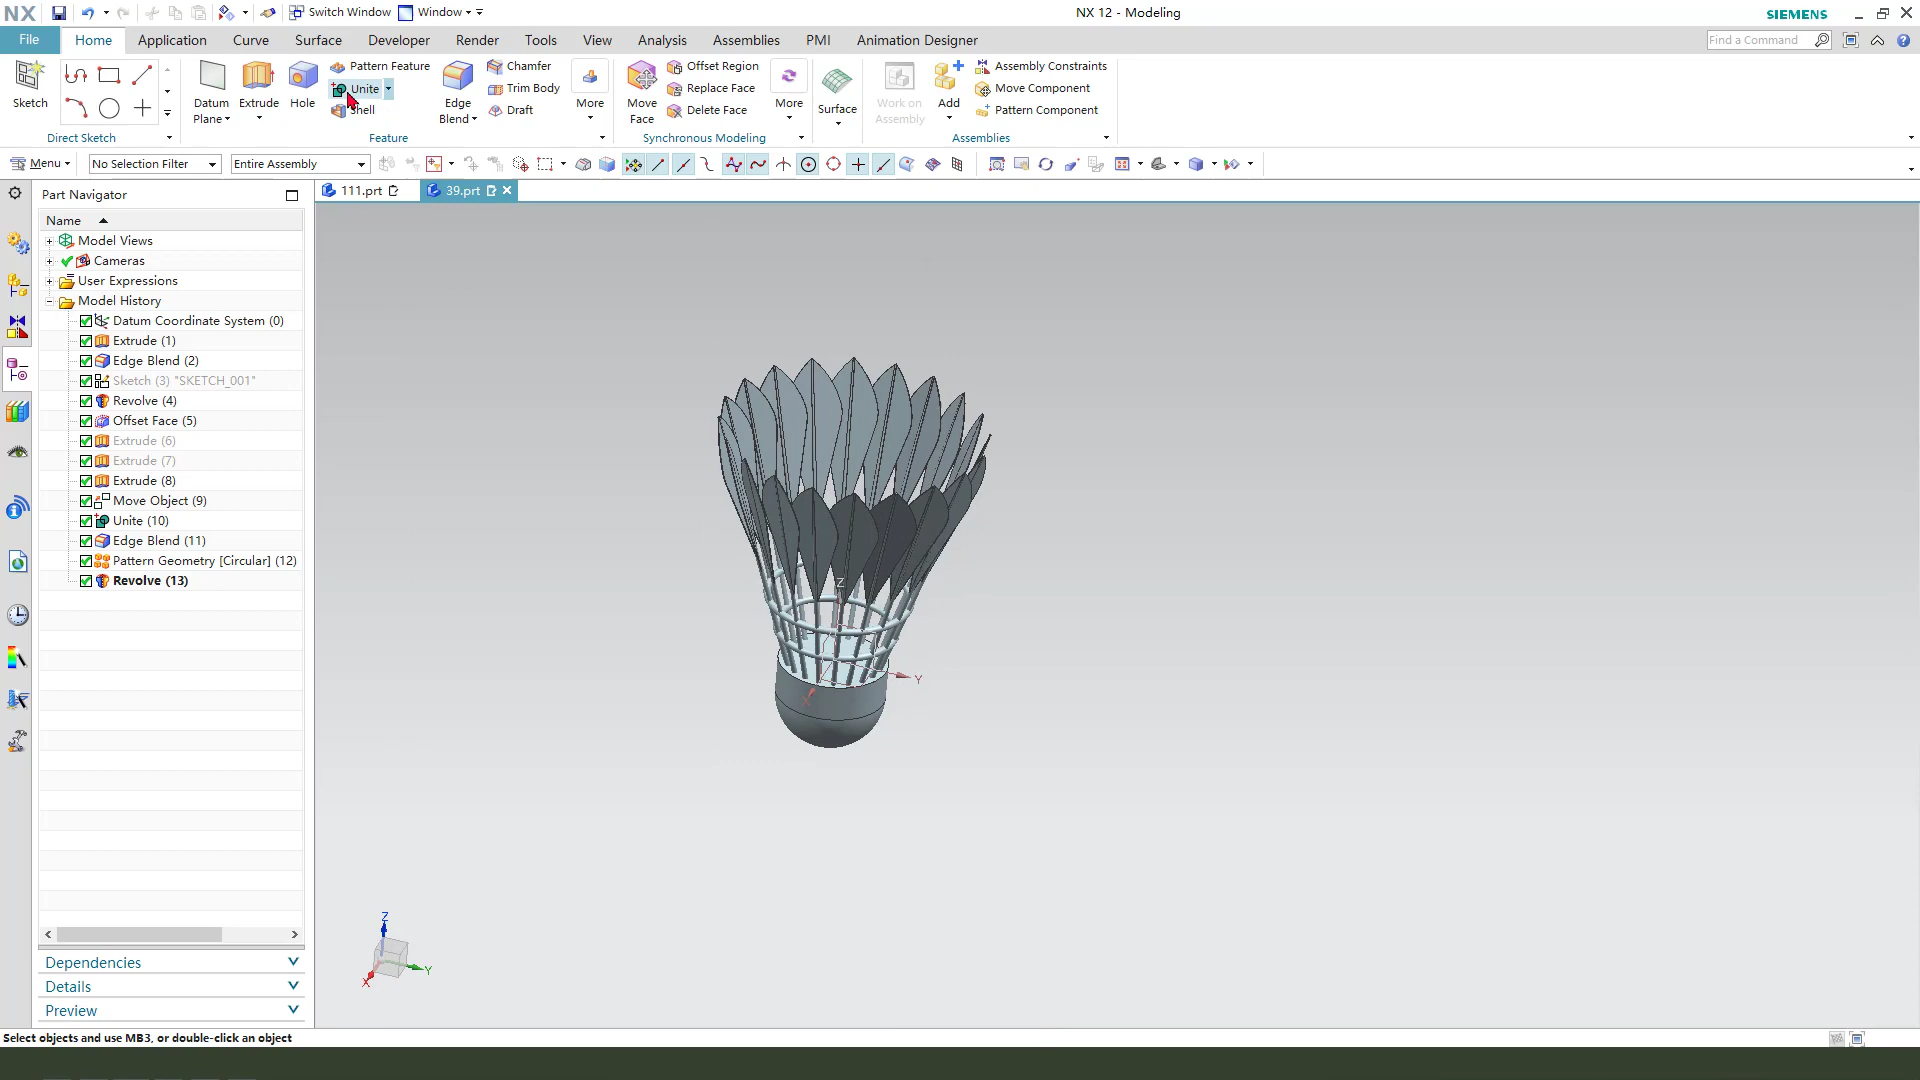 NX
Switch Window
Window
NX 12 - Modeling
SIEMENS
File
Home
Application
Curve
Surface
Developer
Render
Tools
View
Analysis
Assemblies
PMI
Animation Designer
Find a Command
Sketch
Direct Sketch
Datum Plane
Extrude
Hole
Pattern Feature
Unite
Shell
Edge Blend
Chamfer
Trim Body
Draft
More
Feature
Move Face
Offset Region
Replace Face
Delete Face
More
Synchronous Modeling
Surface
Work on Assembly
Add
Assembly Constraints
Move Component
Pattern Component
Assemblies
Menu
No Selection Filter
Entire Assembly
Part Navigator
111.prt
39.prt
Name
Model Views
Cameras
User Expressions
Model History
Datum Coordinate System (0)
Extrude (1)
Edge Blend (2)
Sketch (3) "SKETCH_001"
Revolve (4)
Offset Face (5)
Extrude (6)
Extrude (7)
Extrude (8)
Move Object (9)
Unite (10)
Edge Blend (11)
Pattern Geometry [Circular] (12)
Revolve (13)
Z
Y
X
Z
Y
X
Dependencies
Details
Preview
Select objects and use MB3, or double-click an object